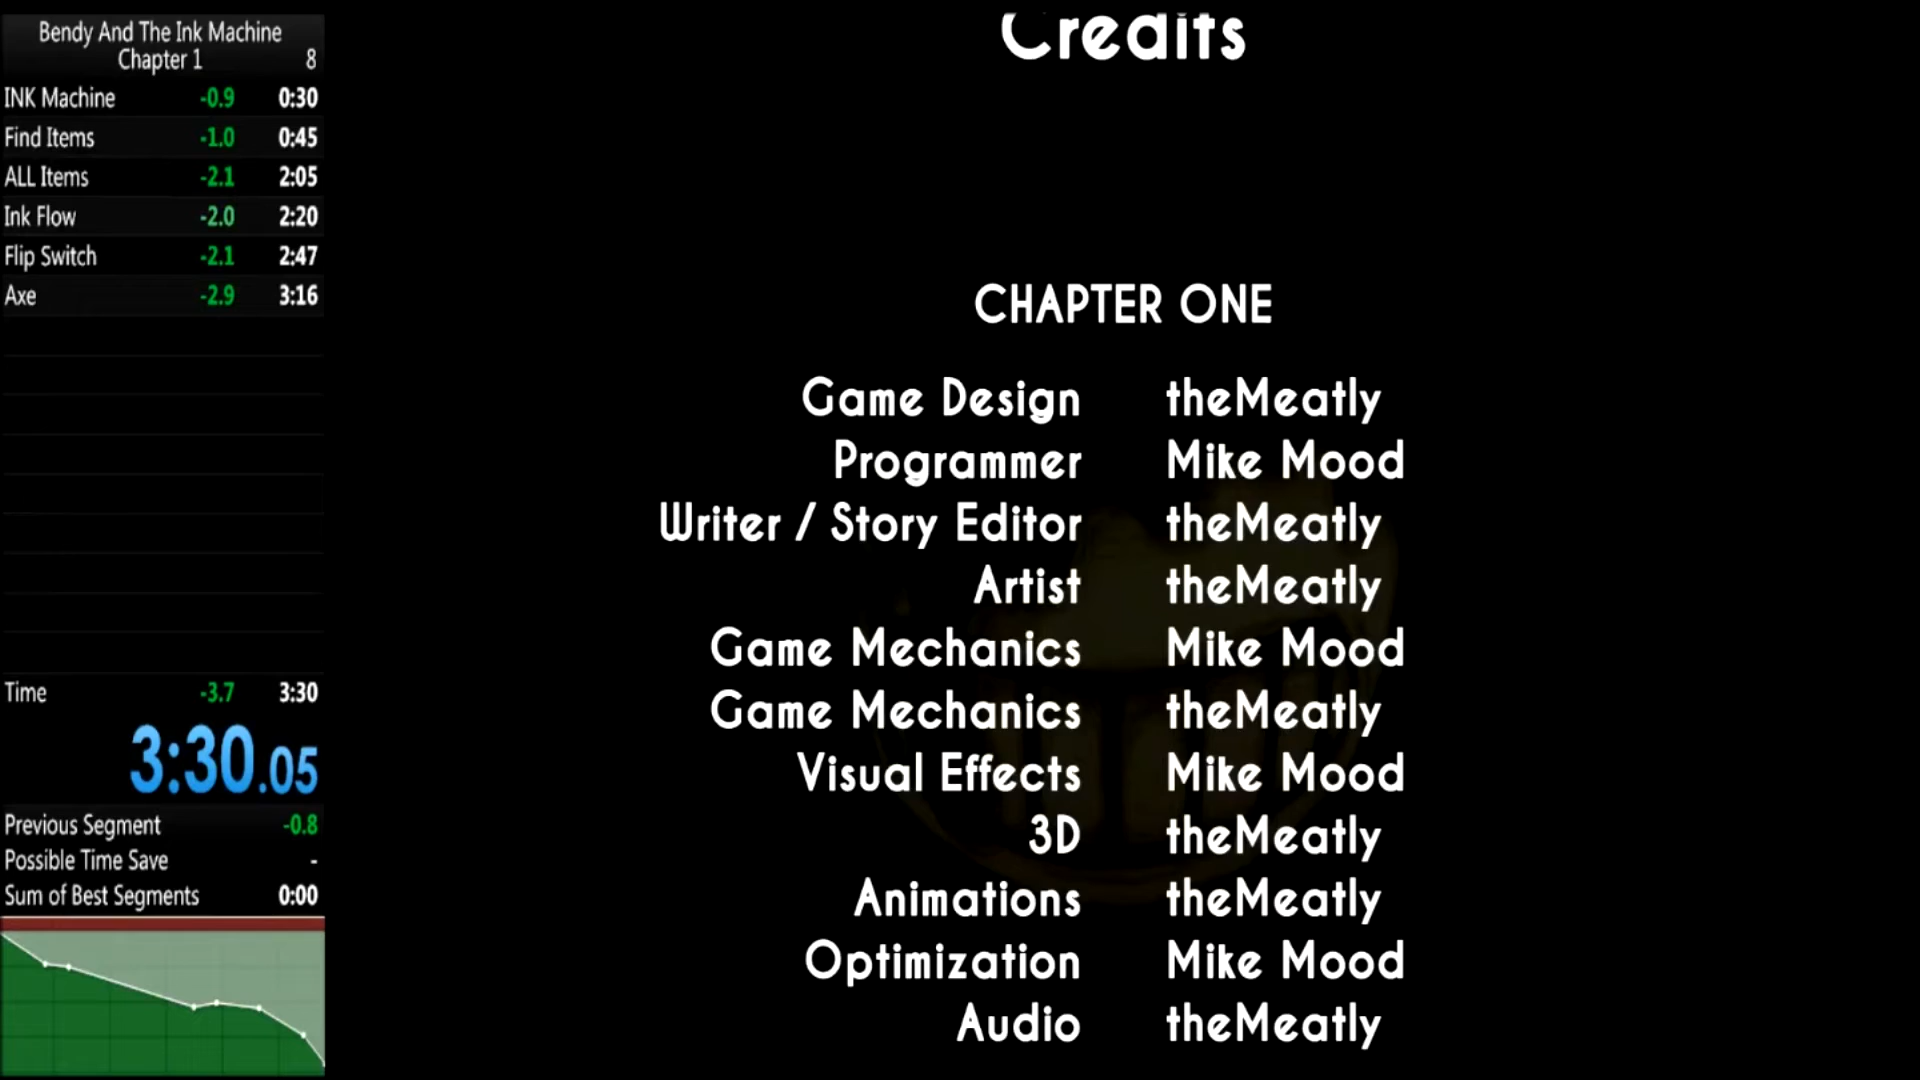 Bendy And The Ink Machine
Chapter 1 8
INK Machine -0.9 0:30
Find Items -1.0 0:45
ALL Items -2.1 2:05
Ink Flow -2.0 2:20
Flip Switch -2.1 2:47
Axe -2.9 3:16
Time -3.7 3:30
3:30.05
Previous Segment -0.8
Possible Time Save -
Sum of Best Segments 0:00
Credits
CHAPTER ONE
Game Design theMeatly
Programmer Mike Mood
Writer / Story Editor theMeatly
Artist theMeatly
Game Mechanics Mike Mood
Game Mechanics theMeatly
Visual Effects Mike Mood
3D theMeatly
Animations theMeatly
Optimization Mike Mood
Audio theMeatly